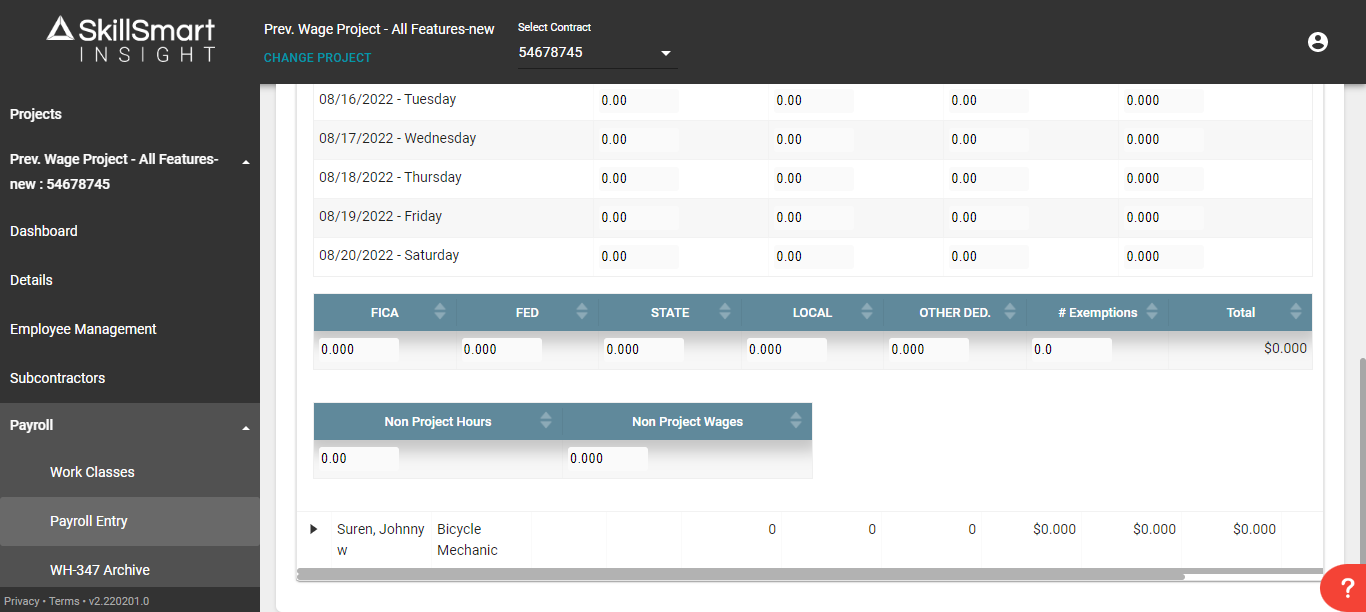 SkillSmart
INSIGHT
Prev. Wage Project - All Features-new
CHANGE PROJECT
Select Contract
54678745
Projects
Prev. Wage Project - All Features-
new : 54678745
Dashboard
Details
Employee Management
Subcontractors
Payroll
Work Classes
Payroll Entry
WH-347 Archive
Privacy • Terms • v2.220201.0
08/16/2022 - Tuesday 0.00 0.00 0.00 0.000
08/17/2022 - Wednesday 0.00 0.00 0.00 0.000
08/18/2022 - Thursday 0.00 0.00 0.00 0.000
08/19/2022 - Friday 0.00 0.00 0.00 0.000
08/20/2022 - Saturday 0.00 0.00 0.00 0.000
FICA FED STATE LOCAL OTHER DED. # Exemptions Total
0.000 0.000 0.000 0.000 0.000 0.0 $0.000
Non Project Hours Non Project Wages
0.00 0.000
Suren, Johnny Bicycle 0 0 0 $0.000 $0.000 $0.000
w Mechanic
?